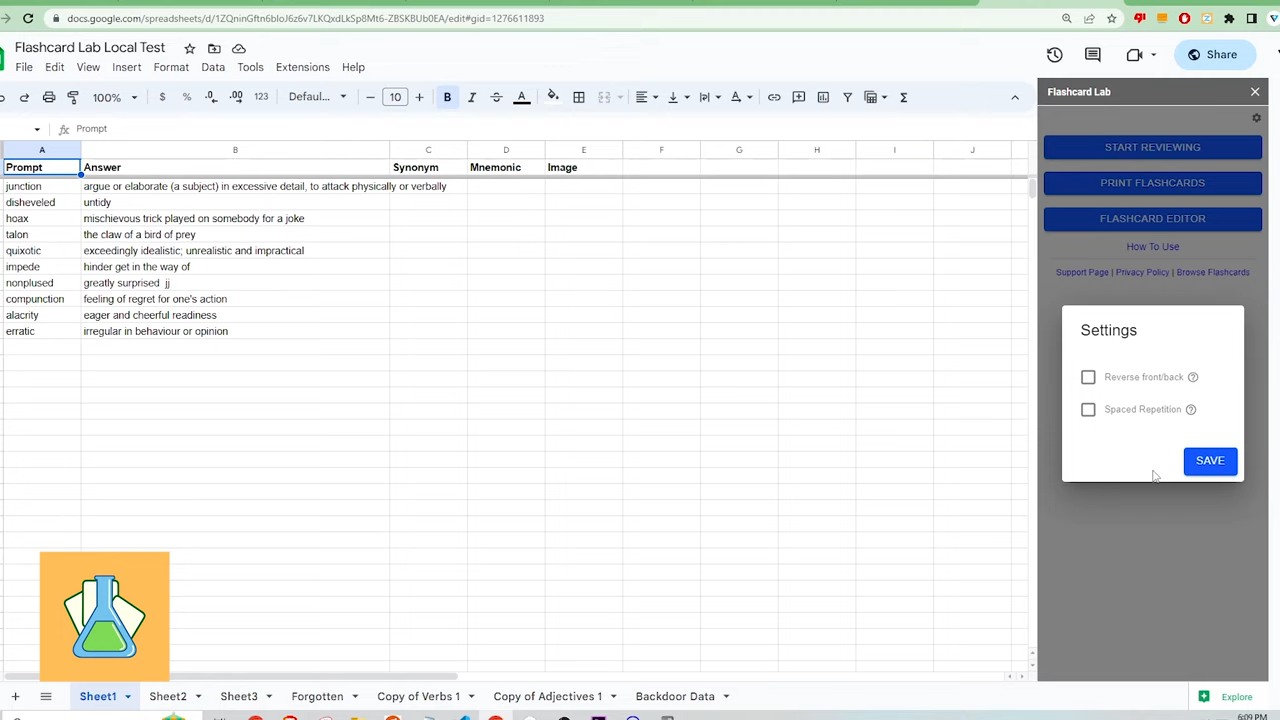 docs.google.com/spreadsheets/d/1ZQninGftn6bloJ6z6v7LKQxdLkSp8Mt6-ZBSKBUb0EA/edit#gid=1276611893
Flashcard Lab Local Test
Share
File Edit View Insert Format Data Tools Extensions Help
100% $ % .0 .00 123 Defaul... 10 B I S A Σ
Flashcard Lab
fx Prompt
START REVIEWING
A B C D E F G H I J
Prompt Answer Synonym Mnemonic Image
PRINT FLASHCARDS
junction argue or elaborate (a subject) in excessive detail, to attack physically or verbally
disheveled untidy
hoax mischievous trick played on somebody for a joke
FLASHCARD EDITOR
talon the claw of a bird of prey
quixotic exceedingly idealistic; unrealistic and impractical
How To Use
impede hinder get in the way of
Support Page | Privacy Policy | Browse Flashcards
nonplused greatly surprised jj
compunction feeling of regret for one's action
alacrity eager and cheerful readiness
erratic irregular in behaviour or opinion
Settings
Reverse front/back
Spaced Repetition
SAVE
Sheet1 Sheet2 Sheet3 Forgotten Copy of Verbs 1 Copy of Adjectives 1 Backdoor Data Explore
6:09 PM